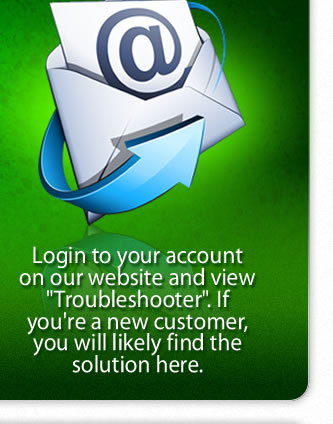 @
Login to your account
on our website and view
"Troubleshooter". If
you're a new customer,
you will likely find the
solution here.